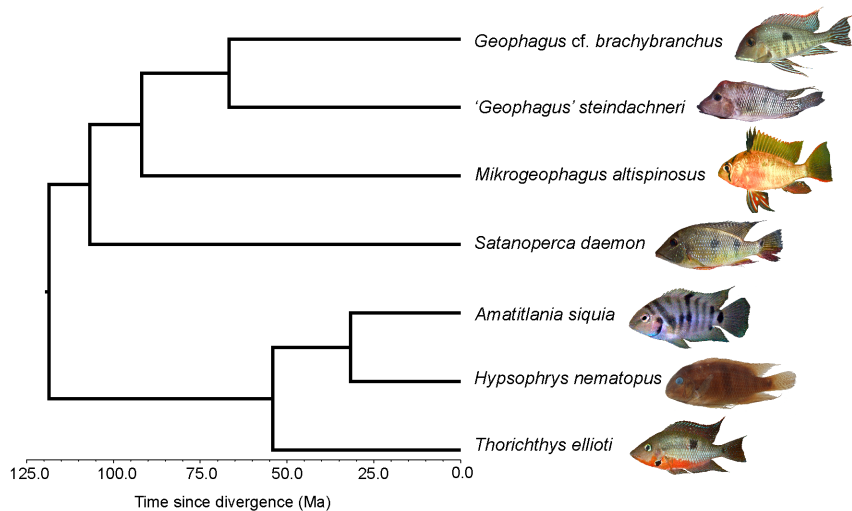 Geophagus cf. brachybranchus
‘Geophagus’ steindachneri
Mikrogeophagus altispinosus
Satanoperca daemon
Amatitlania siquia
Hypsophrys nematopus
Thorichthys ellioti
125.0 100.0 75.0 50.0 25.0 0.0
Time since divergence (Ma)